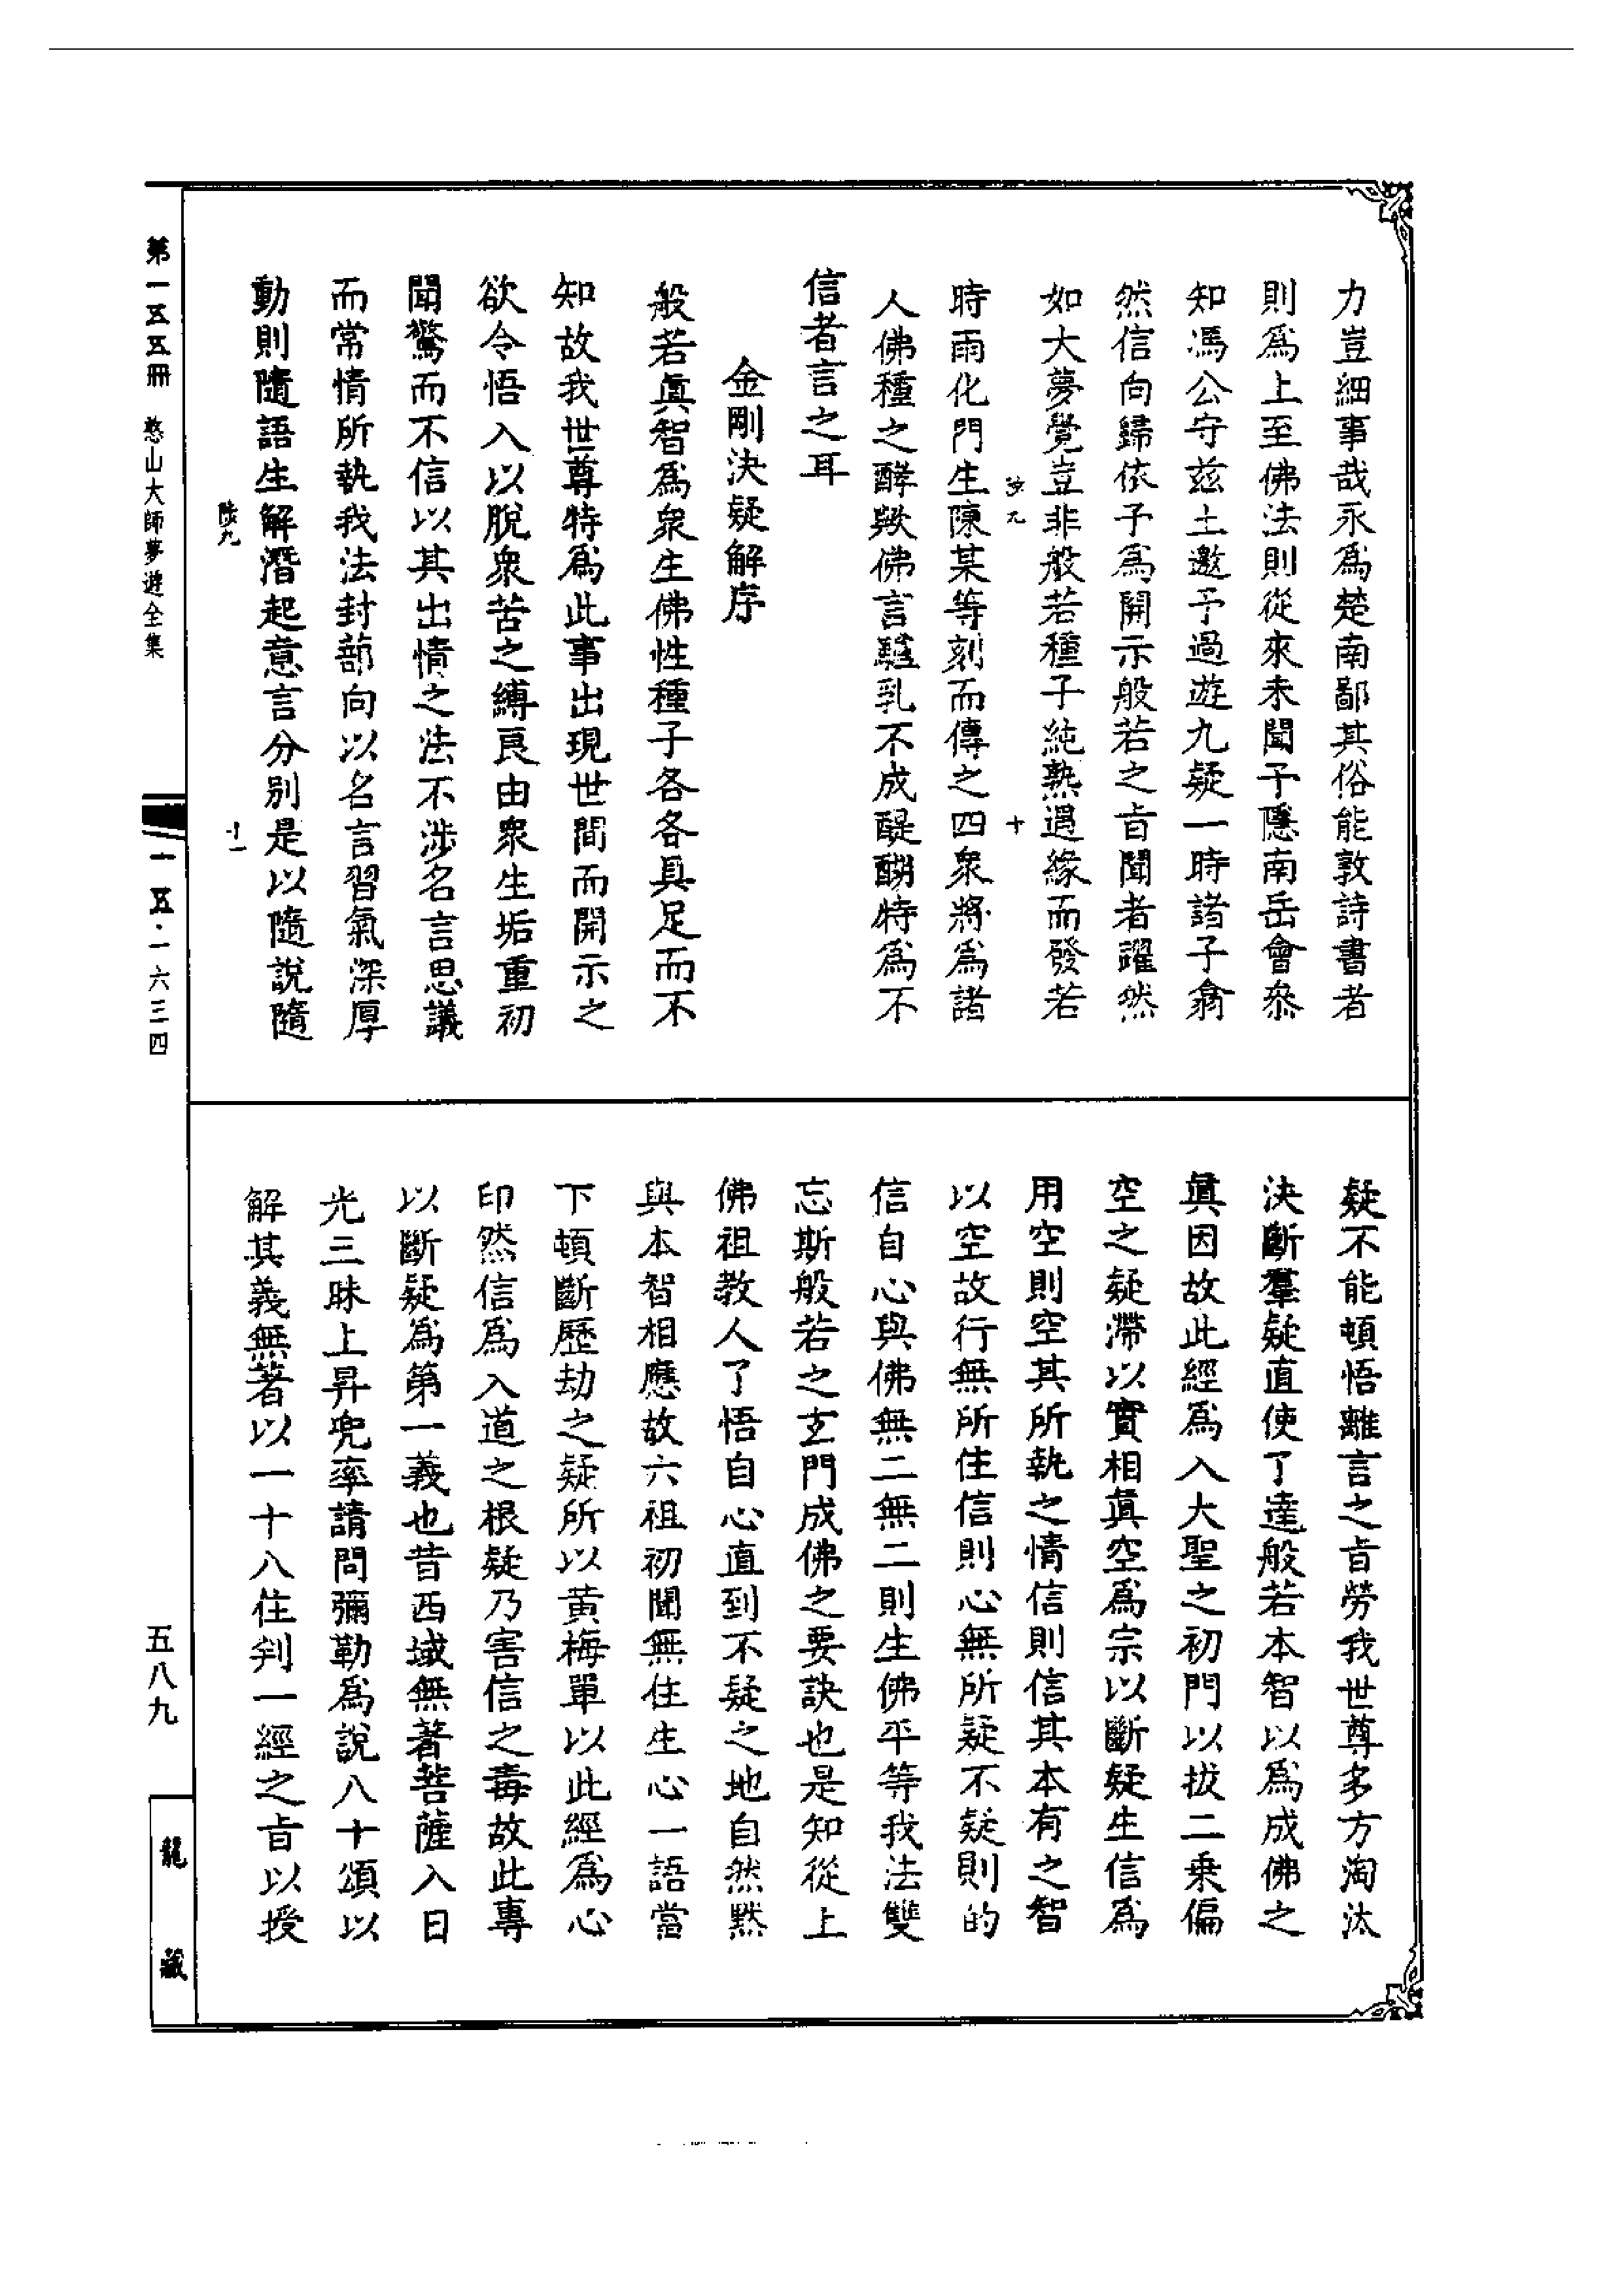 力豈細事哉永爲楚南鄙其俗能敦詩書者
則爲上至佛法則從來未聞予隱南岳會叅
知馮公守兹土邀予過遊九疑一時諸子翕
然信向歸依予爲開示般若之㫖聞者躍然
如大夢覺豈非般若種子純熟遇緣而發若
十
時雨化門生陳某等刻而傳之四衆將爲諸
人佛種之酵歟佛言驢乳不成醍醐特爲不
信者言之耳
金剛決疑解序
般若眞智爲衆生佛性種子各各具足而不
知故我世尊特爲此事出現世間而開示之
欲令悟入以脫衆苦之縛良由衆生垢重初
聞驚而不信以其出情之法不涉名言思議
而常情所執我法封蔀向以名言習氣深厚
動則隨語生解潛起意言分別是以隨說隨
九
十一
疑不能頓悟離言之㫖勞我世尊多方淘汰
決斷羣疑直使了達般若本智以爲成佛之
眞因故此經爲入大聖之初門以拔二乗偏
空之疑滯以實相眞空爲宗以斷疑生信爲
用空則空其所執之情信則信其本有之智
以空故行無所住信則心無所疑不疑則的
信自心與佛無二無二則生佛平等我法雙
忘斯般若之玄門成佛之要訣也是知從上
佛祖教人了悟自心直到不疑之地自然黙
與本智相應故六祖初聞無住生心一語當
下頓斷歷劫之疑所以黄梅單以此經爲心
印然信爲入道之根疑乃害信之毒故此專
以斷疑爲第一義也昔西域無著菩薩入日
光三昧上昇兜率請問彌勒爲說八十頌以
解其義無著以一十八住判一經之㫖以授
第一五五冊 憨山大師夢遊全集
一五·一六三四
五八九
龍藏